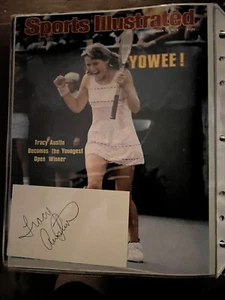 Sports Illustrated
YOWEE!
Tracy Austin
Becomes the Youngest
Open Winner
Tracy
Austin